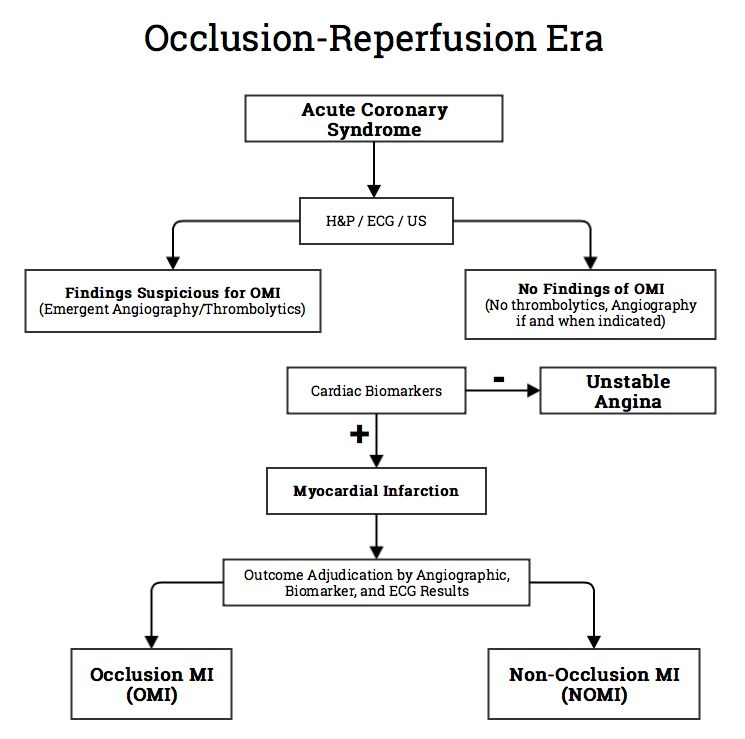 Occlusion-Reperfusion Era
Acute Coronary
Syndrome
H&P / ECG / US
Findings Suspicious for OMI
(Emergent Angiography/Thrombolytics)
No Findings of OMI
(No thrombolytics, Angiography
if and when indicated)
Cardiac Biomarkers
-
Unstable
Angina
+
Myocardial Infarction
Outcome Adjudication by Angiographic,
Biomarker, and ECG Results
Occlusion MI
(OMI)
Non-Occlusion MI
(NOMI)